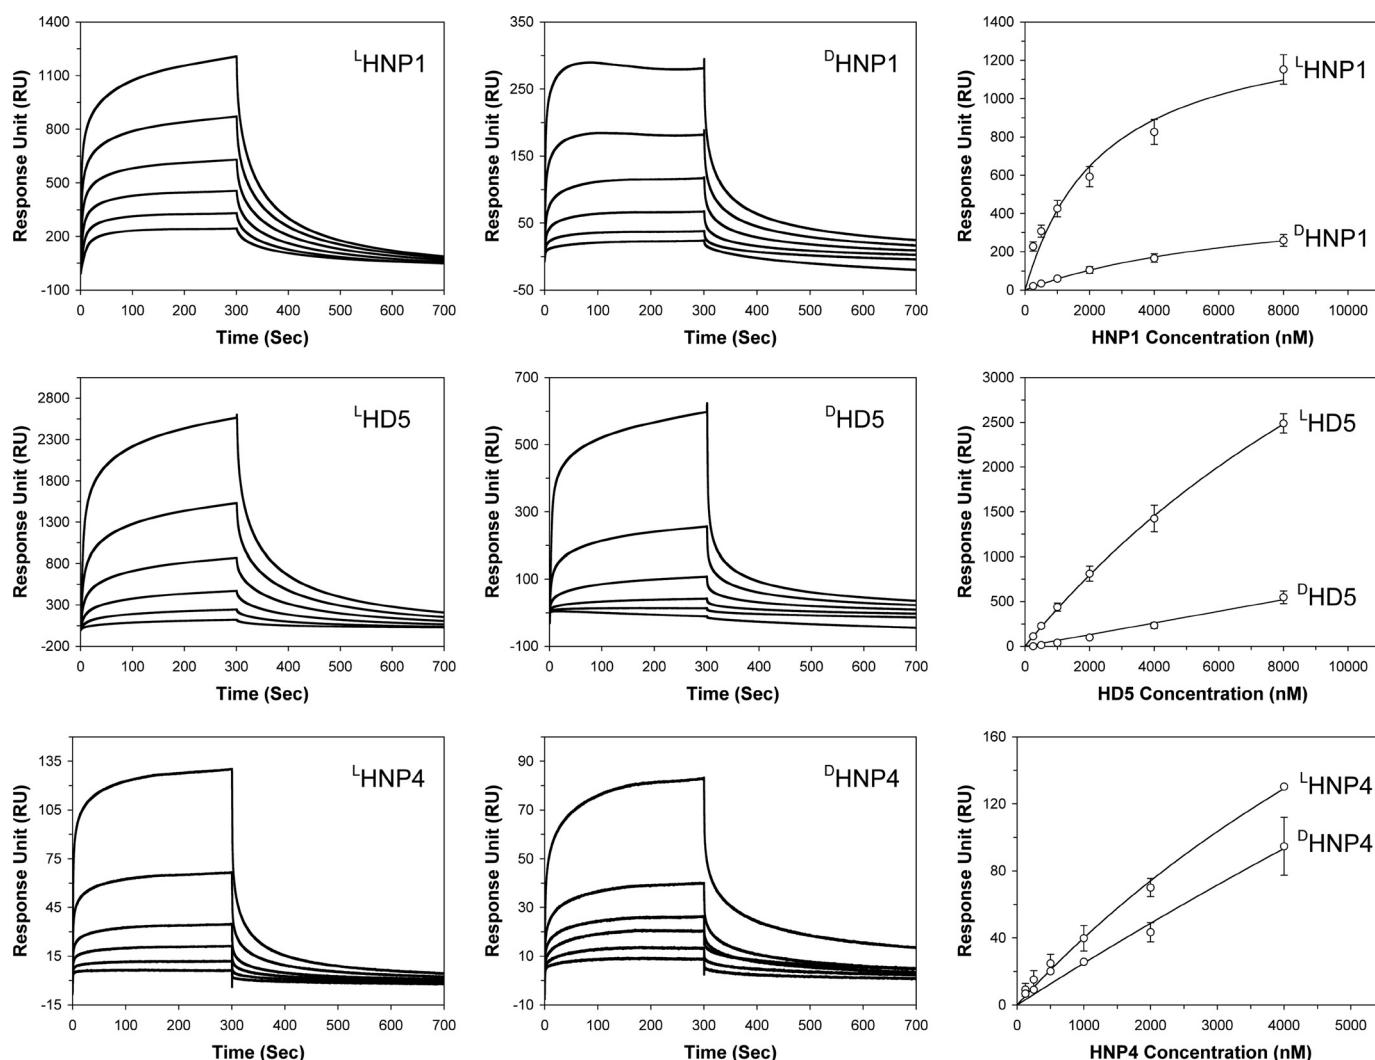 1400
1100
800
500
200
-100
Response Unit (RU)
LHNP1
0 100 200 300 400 500 600 700
Time (Sec)
350
250
150
50
-50
Response Unit (RU)
DHNP1
0 100 200 300 400 500 600 700
Time (Sec)
1400
1200
1000
800
600
400
200
0
Response Unit (RU)
LHNP1
DHNP1
0 2000 4000 6000 8000 10000
HNP1 Concentration (nM)
2800
2300
1800
1300
800
300
-200
Response Unit (RU)
LHD5
0 100 200 300 400 500 600 700
Time (Sec)
700
500
300
100
-100
Response Unit (RU)
DHD5
0 100 200 300 400 500 600 700
Time (Sec)
3000
2500
2000
1500
1000
500
0
Response Unit (RU)
LHD5
DHD5
0 2000 4000 6000 8000 10000
HD5 Concentration (nM)
135
105
75
45
15
-15
Response Unit (RU)
LHNP4
0 100 200 300 400 500 600 700
Time (Sec)
90
70
50
30
10
-10
Response Unit (RU)
DHNP4
0 100 200 300 400 500 600 700
Time (Sec)
160
120
80
40
0
Response Unit (RU)
LHNP4
DHNP4
0 1000 2000 3000 4000 5000
HNP4 Concentration (nM)